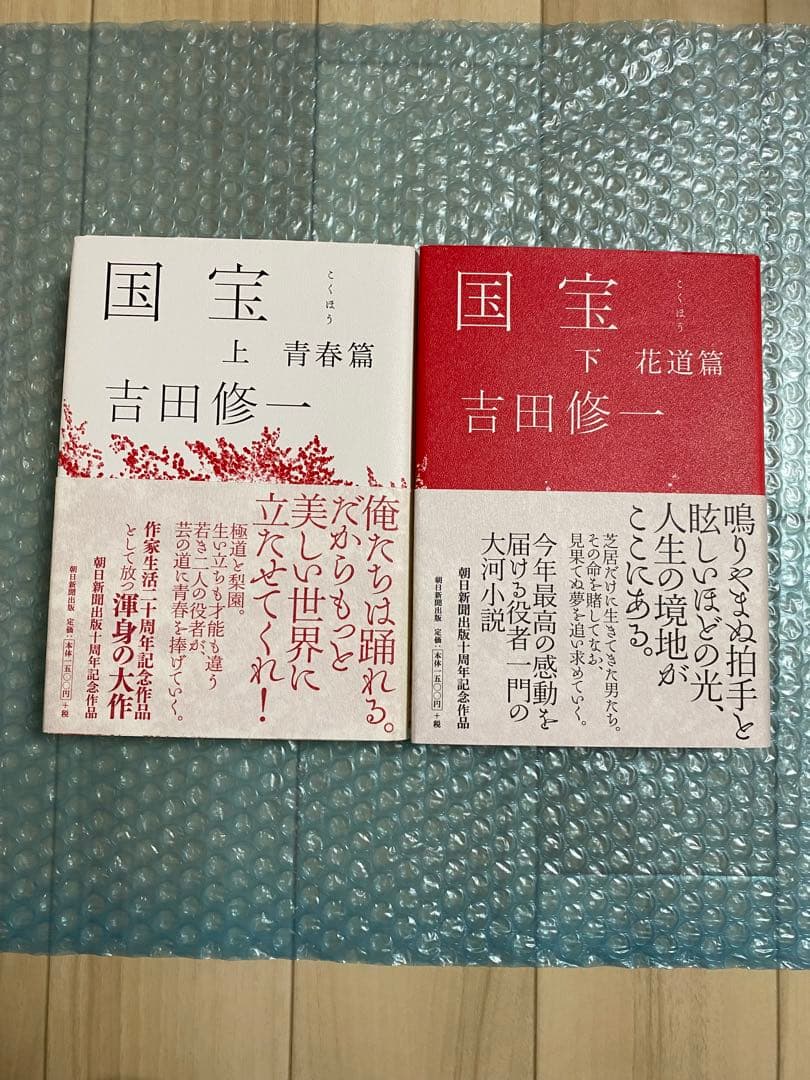 国宝
こくほう
上 青春篇
吉田修一
俺たちは踊れる。
だからもっと
美しい世界に
立たせてくれ！
極道と梨園。
生い立ちも才能も違う
若き二人の役者が、
芸の道に青春を捧げていく。
作家生活二十周年記念作品
として放つ渾身の大作
朝日新聞出版十周年記念作品
朝日新聞出版 定価：本体一五〇〇円+税
国宝
こくほう
下 花道篇
吉田修一
鳴りやまぬ拍手と
眩しいほどの光、
人生の境地が
ここにある。
芝居だけに生きてきた男たち。
その命を賭してなお、
見果てぬ夢を追い求めていく。
今年最高の感動を
届ける役者一門の
大河小説
朝日新聞出版十周年記念作品
朝日新聞出版 定価：本体一五〇〇円+税